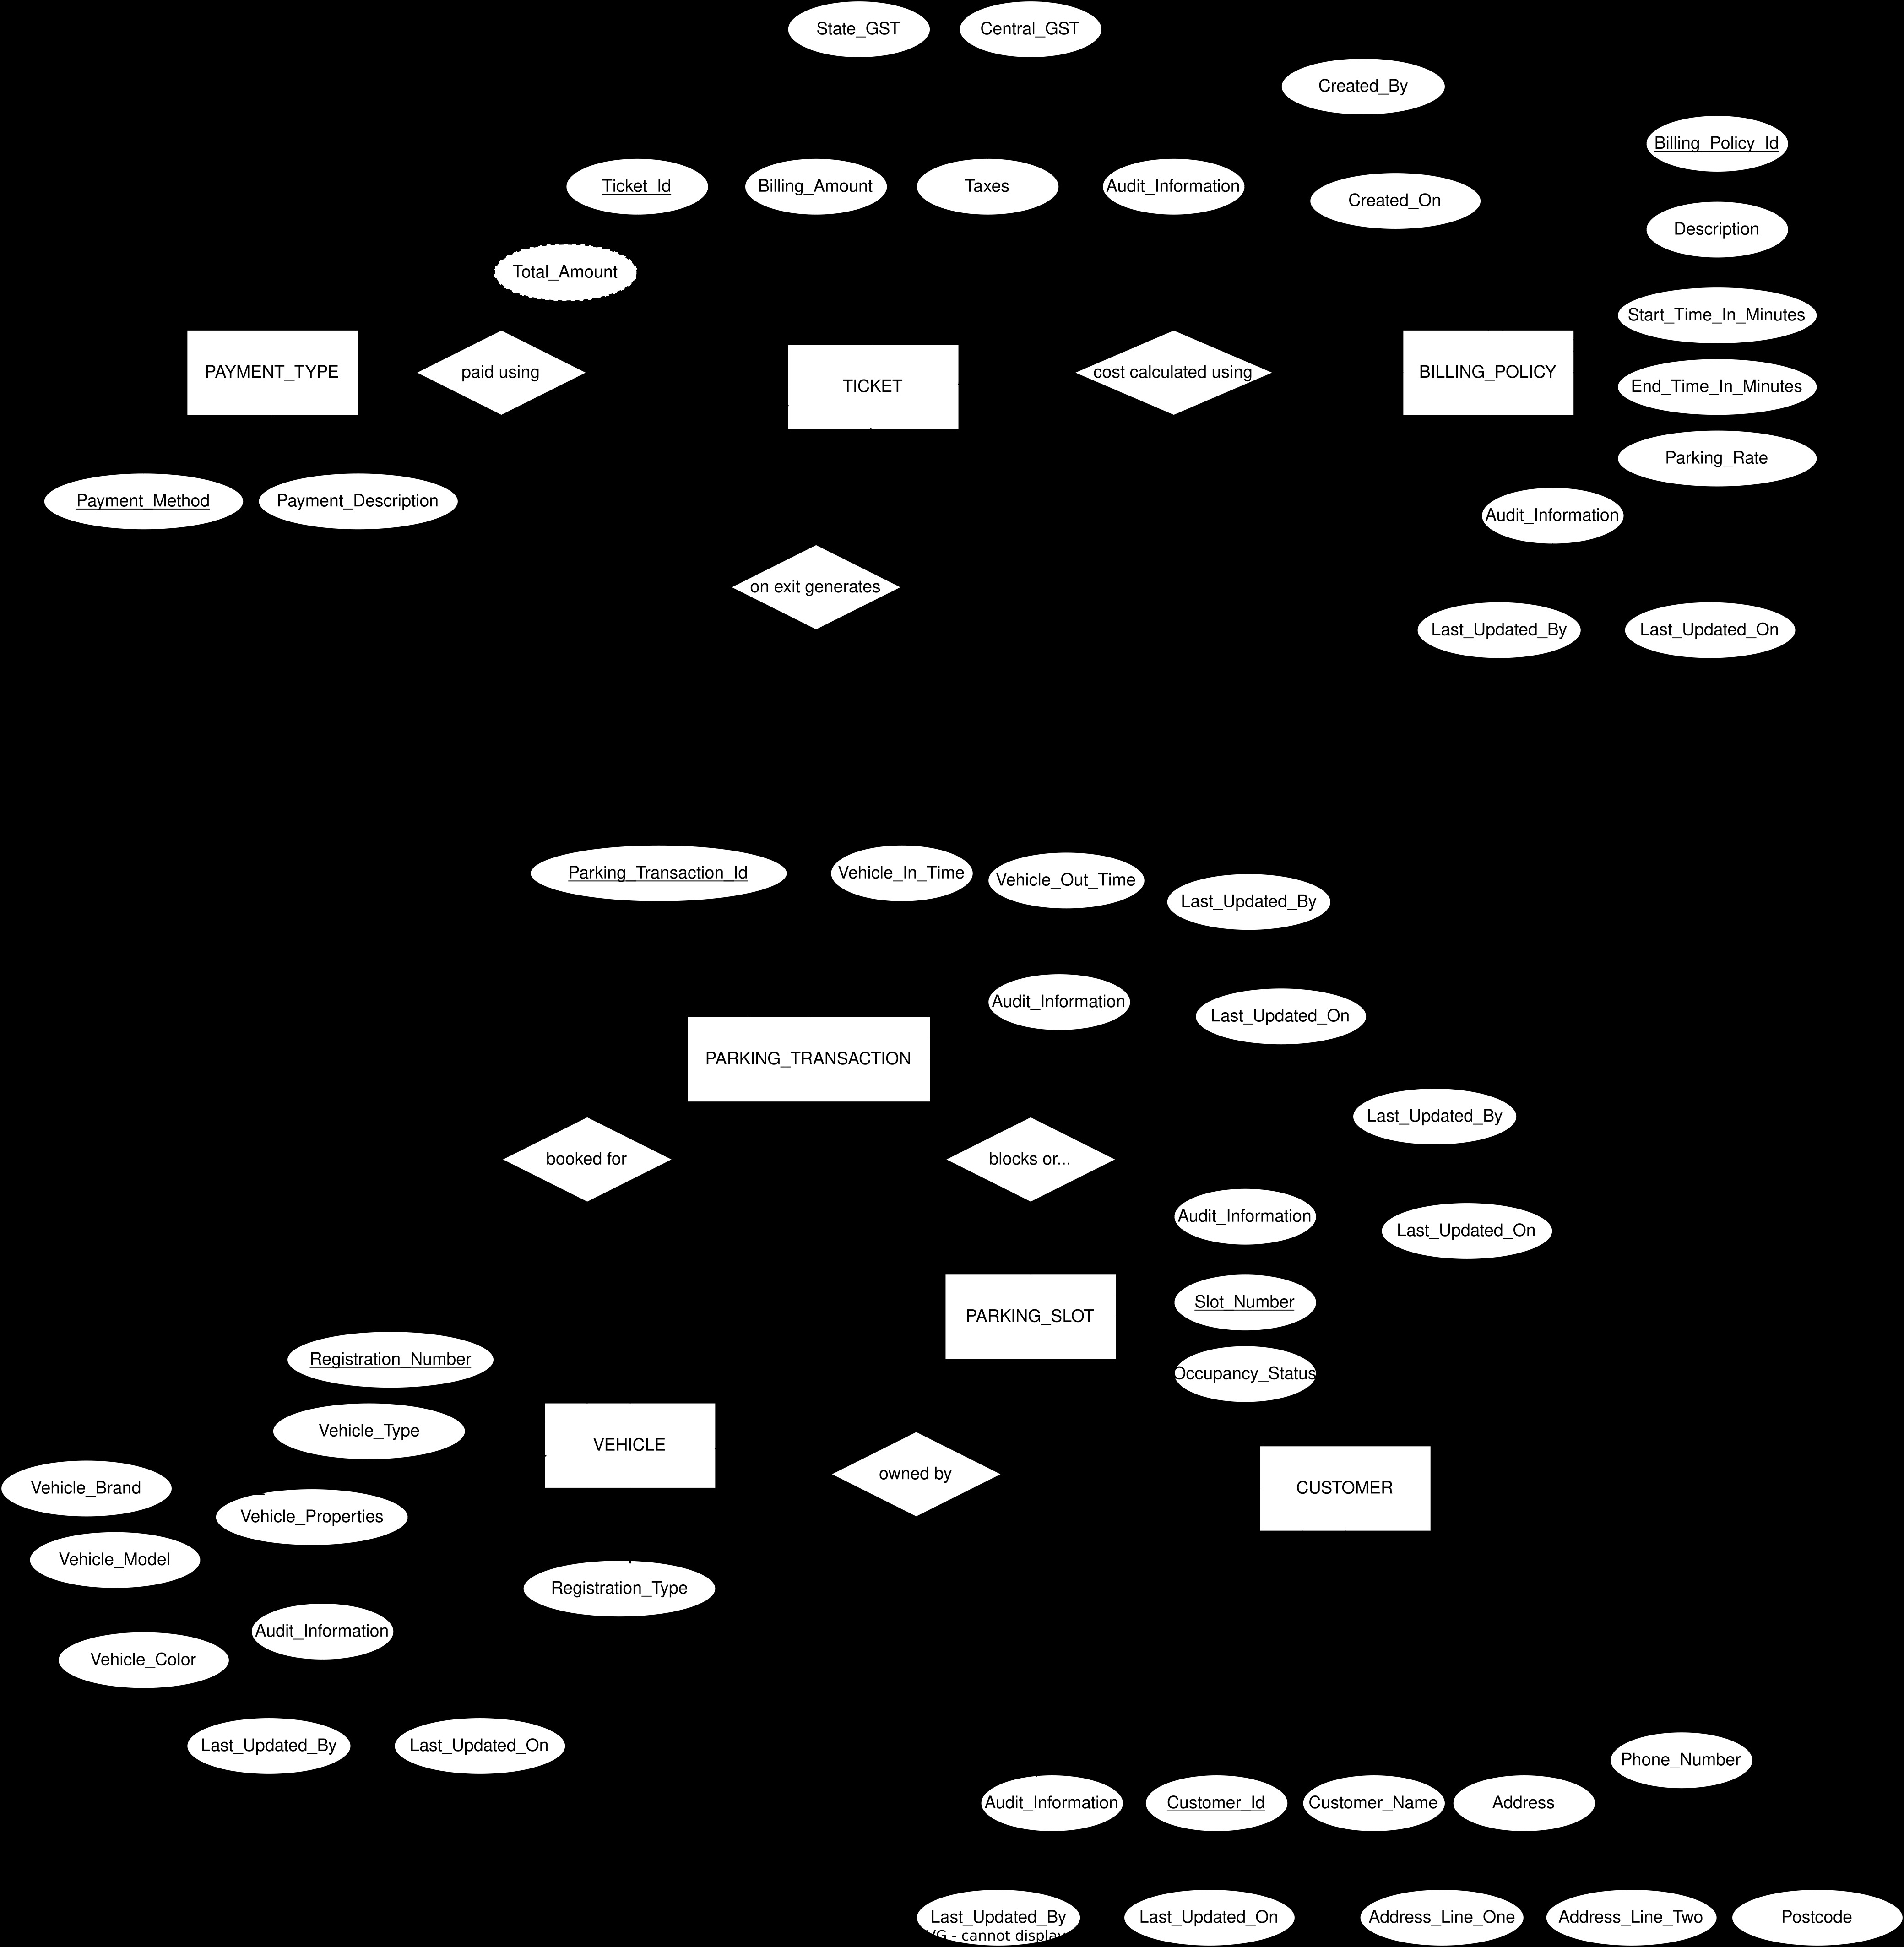 State_GST
Central_GST
Created_By
Billing_Policy_Id
Ticket_Id
Billing_Amount
Taxes
Audit_Information
Created_On
Description
Total_Amount
Start_Time_In_Minutes
PAYMENT_TYPE
paid using
TICKET
cost calculated using
BILLING_POLICY
End_Time_In_Minutes
Parking_Rate
Payment_Method
Payment_Description
Audit_Information
on exit generates
Last_Updated_By
Last_Updated_On
Parking_Transaction_Id
Vehicle_In_Time
Vehicle_Out_Time
Last_Updated_By
Audit_Information
Last_Updated_On
PARKING_TRANSACTION
Last_Updated_By
booked for
blocks or...
Audit_Information
Last_Updated_On
Slot_Number
PARKING_SLOT
Registration_Number
Occupancy_Status
Vehicle_Type
VEHICLE
owned by
CUSTOMER
Vehicle_Brand
Vehicle_Properties
Vehicle_Model
Registration_Type
Audit_Information
Vehicle_Color
Last_Updated_By
Last_Updated_On
Phone_Number
Audit_Information
Customer_Id
Customer_Name
Address
Last_Updated_By
Last_Updated_On
Address_Line_One
Address_Line_Two
Postcode
- cannot display